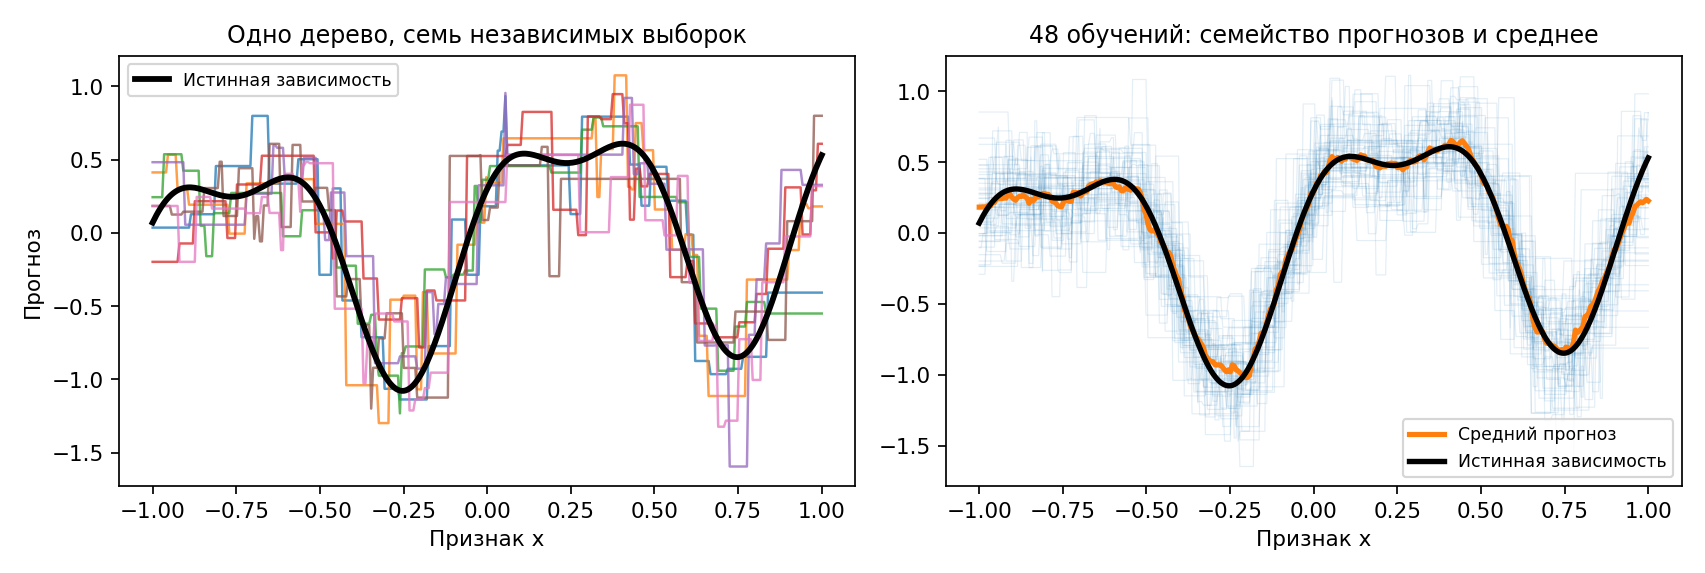 Одно дерево, семь независимых выборок
Истинная зависимость
1.0
0.5
0.0
−0.5
−1.0
−1.5
Прогноз
−1.00 −0.75 −0.50 −0.25 0.00 0.25 0.50 0.75 1.00
Признак x
48 обучений: семейство прогнозов и среднее
1.0
0.5
0.0
−0.5
−1.0
−1.5
Средний прогноз
Истинная зависимость
−1.00 −0.75 −0.50 −0.25 0.00 0.25 0.50 0.75 1.00
Признак x